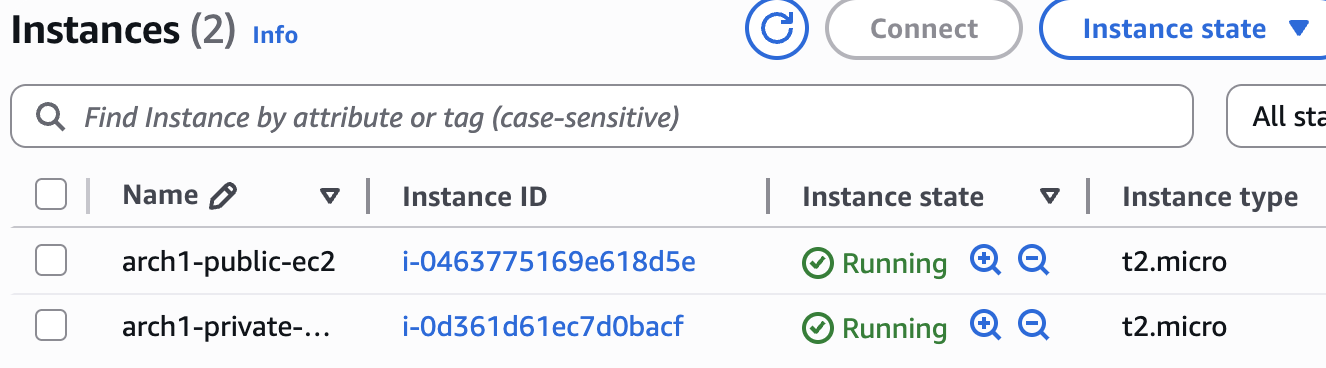 Instances (2) Info Connect Instance state
Find Instance by attribute or tag (case-sensitive) All sta
Name Instance ID Instance state Instance type
arch1-public-ec2 i-0463775169e618d5e Running t2.micro
arch1-private-... i-0d361d61ec7d0bacf Running t2.micro